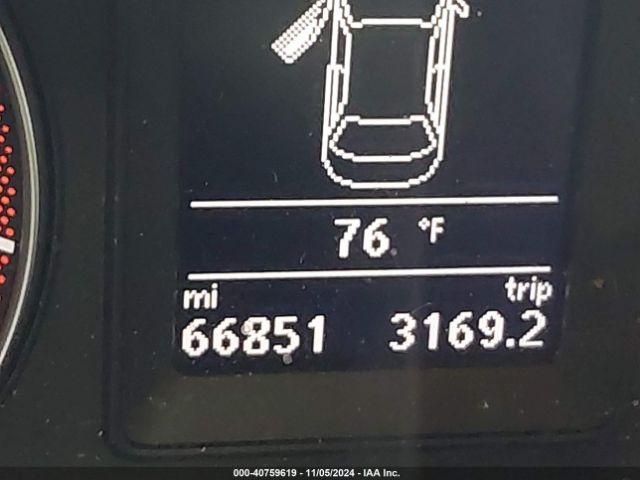 76 °F
mi trip
66851 3169.2
000-40759619 - 11/05/2024 - IAA Inc.